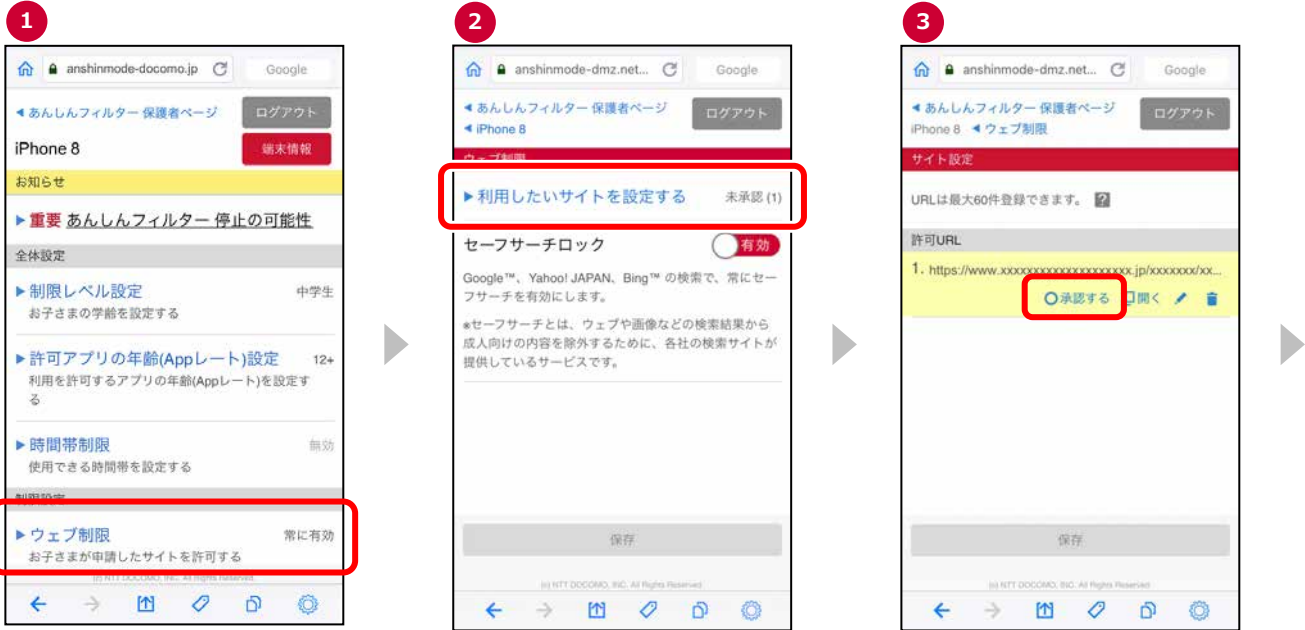 1
anshinmode-docomo.jp
Google
あんしんフィルター 保護者ページ
ログアウト
iPhone 8
端末情報
お知らせ
重要 あんしんフィルター 停止の可能性
全体設定
制限レベル設定
中学生
お子さまの学齢を設定する
許可アプリの年齢(Appレート)設定
12+
利用を許可するアプリの年齢(Appレート)を設定す
る
時間帯制限
無効
使用できる時間帯を設定する
制限設定
ウェブ制限
常に有効
お子さまが申請したサイトを許可する
(c) NTT DOCOMO, INC. All Rights Reserved.
2
anshinmode-dmz.net...
Google
あんしんフィルター 保護者ページ
ログアウト
iPhone 8
ウェブ制限
利用したいサイトを設定する
未承認 (1)
セーフサーチロック
有効
Google™、Yahoo! JAPAN、Bing™ の検索で、常にセー
フサーチを有効にします。
※セーフサーチとは、ウェブや画像などの検索結果から
成人向けの内容を除外するために、各社の検索サイトが
提供しているサービスです。
保存
(c) NTT DOCOMO, INC. All Rights Reserved.
3
anshinmode-dmz.net...
Google
あんしんフィルター 保護者ページ
ログアウト
iPhone 8 ウェブ制限
サイト設定
URLは最大60件登録できます。 ?
許可URL
1. https://www.xxxxxxxxxxxxxxxxxxxx.jp/xxxxxxx/xx...
承認する
開く
保存
(c) NTT DOCOMO, INC. All Rights Reserved.